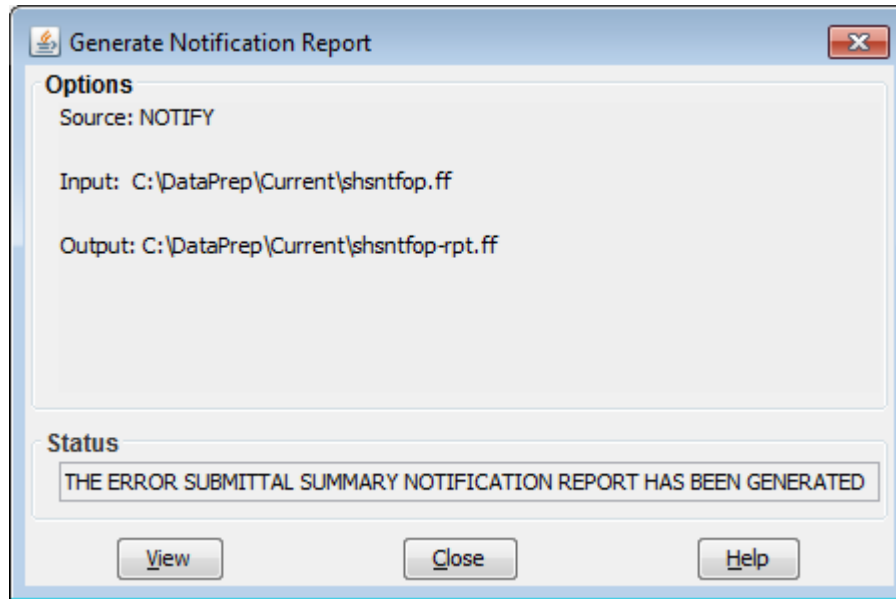 Generate Notification Report
Options
Source: NOTIFY
Input: C:\DataPrep\Current\shsntfop.ff
Output: C:\DataPrep\Current\shsntfop-rpt.ff
Status
THE ERROR SUBMITTAL SUMMARY NOTIFICATION REPORT HAS BEEN GENERATED
View Close Help